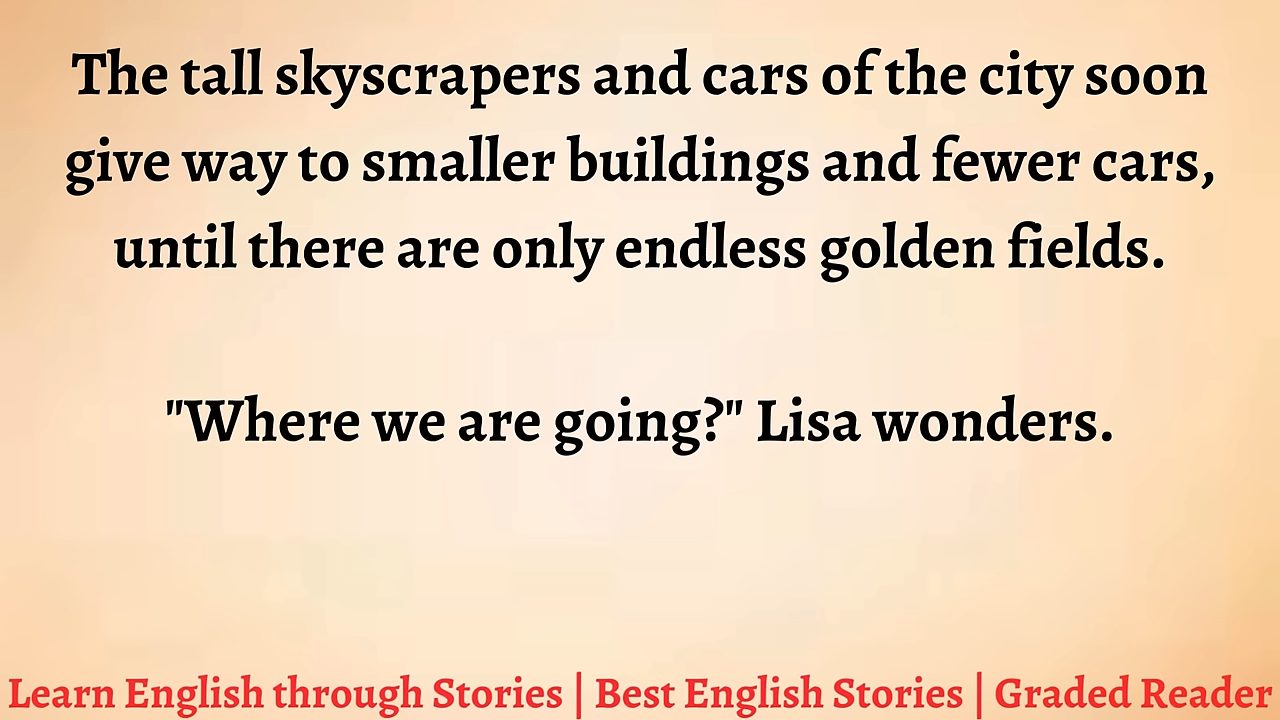 The tall skyscrapers and cars of the city soon
give way to smaller buildings and fewer cars,
until there are only endless golden fields.
"Where we are going?" Lisa wonders.
Learn English through Stories | Best English Stories | Graded Reader